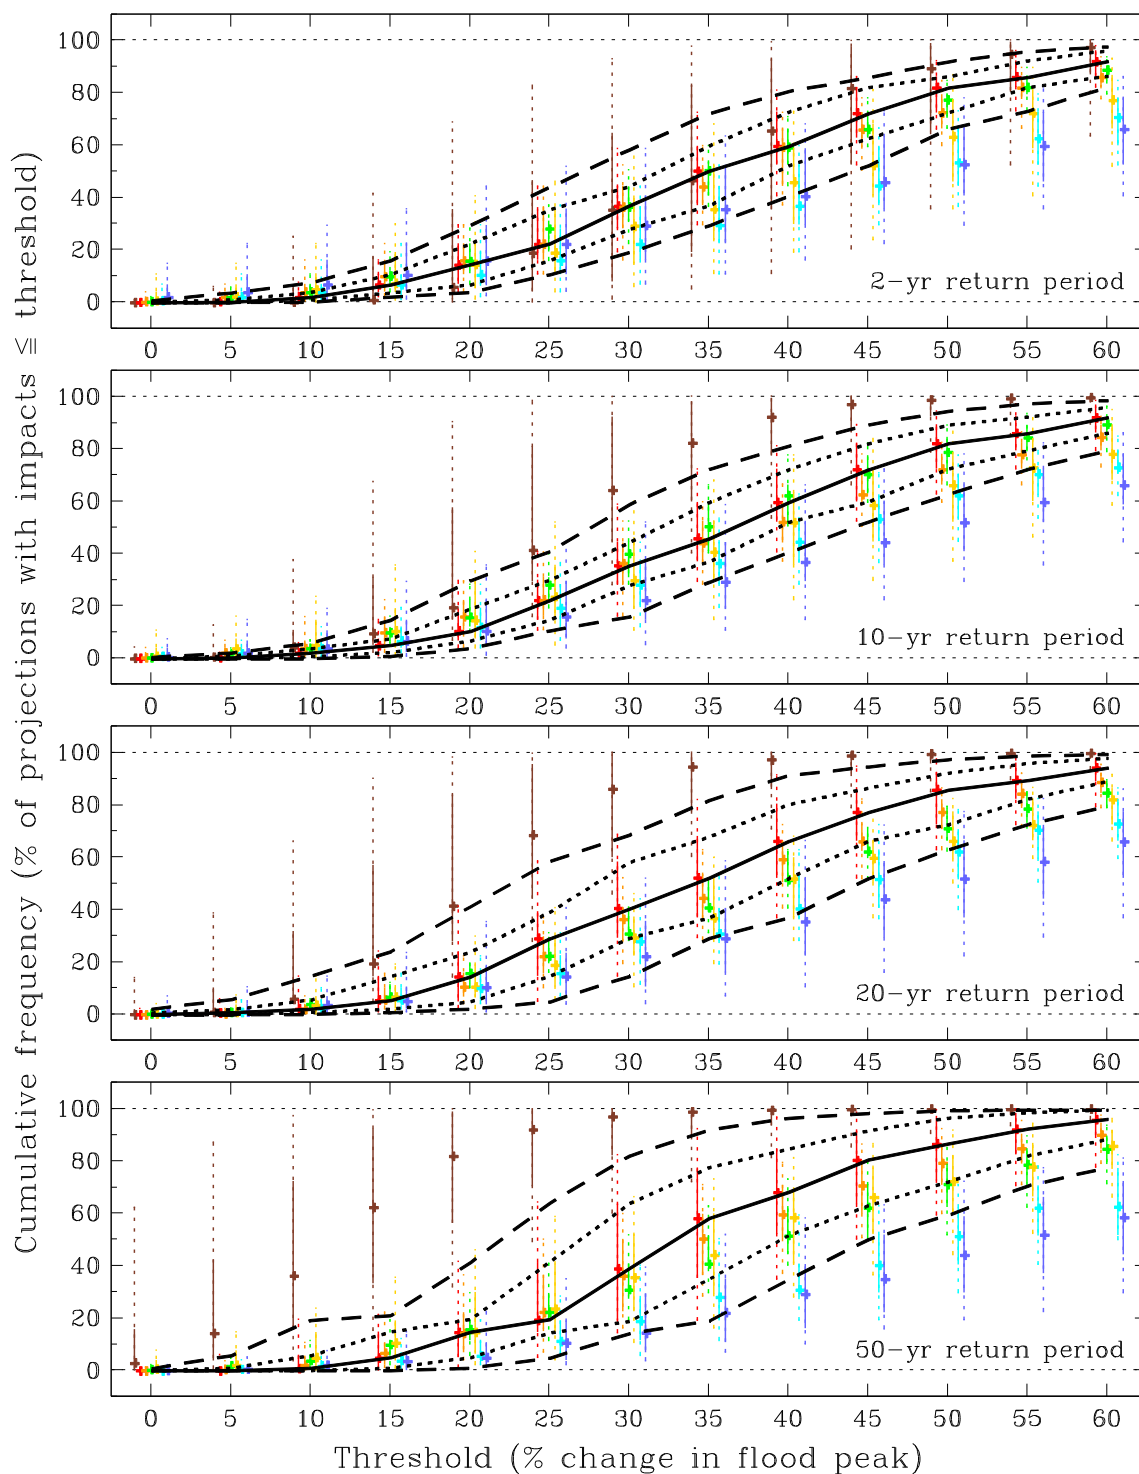 Cumulative frequency (% of projections with impacts ≦ threshold)
100
80
60
40
20
0
2-yr return period
0 5 10 15 20 25 30 35 40 45 50 55 60
100
80
60
40
20
0
10-yr return period
0 5 10 15 20 25 30 35 40 45 50 55 60
100
80
60
40
20
0
20-yr return period
0 5 10 15 20 25 30 35 40 45 50 55 60
100
80
60
40
20
0
50-yr return period
0 5 10 15 20 25 30 35 40 45 50 55 60
Threshold (% change in flood peak)